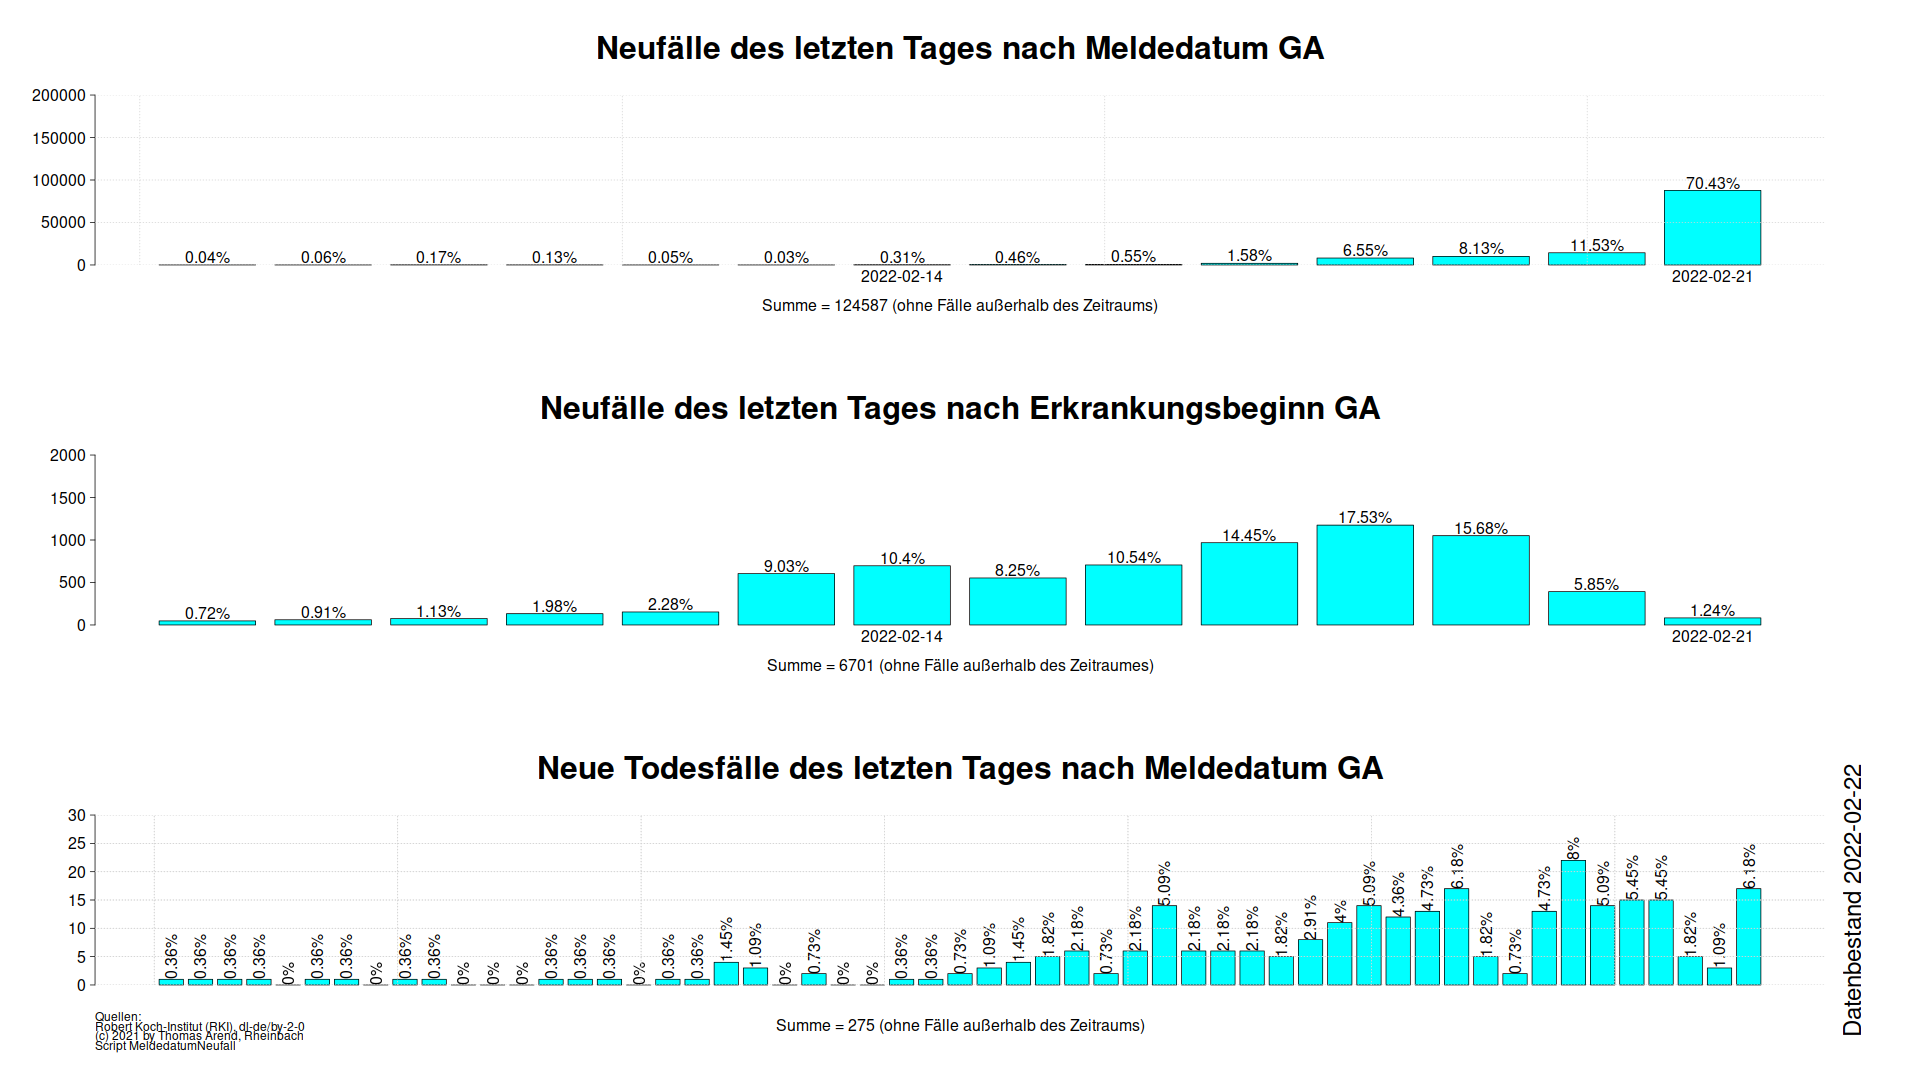 Neufälle des letzten Tages nach Meldedatum GA
200000
150000
100000
50000
0
0.04% 0.06% 0.17% 0.13% 0.05% 0.03% 0.31% 0.46% 0.55% 1.58% 6.55% 8.13% 11.53% 70.43%
2022-02-14 2022-02-21
Summe = 124587 (ohne Fälle außerhalb des Zeitraums)
Neufälle des letzten Tages nach Erkrankungsbeginn GA
2000
1500
1000
500
0
0.72% 0.91% 1.13% 1.98% 2.28% 9.03% 10.4% 8.25% 10.54% 14.45% 17.53% 15.68% 5.85% 1.24%
2022-02-14 2022-02-21
Summe = 6701 (ohne Fälle außerhalb des Zeitraumes)
Neue Todesfälle des letzten Tages nach Meldedatum GA
30
25
20
15
10
5
0
0.36% 0.36% 0.36% 0.36% 0% 0.36% 0.36% 0% 0.36% 0.36% 0% 0% 0% 0.36% 0.36% 0.36% 0% 0.36% 0.36% 1.45% 1.09% 0% 0.73% 0% 0% 0.36% 0.36% 0.73% 1.09% 1.45% 1.82% 2.18% 0.73% 2.18% 5.09% 2.18% 2.18% 2.18% 1.82% 2.91% 4% 5.09% 4.36% 4.73% 6.18% 1.82% 0.73% 4.73% 8% 5.09% 5.45% 5.45% 1.82% 1.09% 6.18%
Summe = 275 (ohne Fälle außerhalb des Zeitraums)
Quellen:
Robert Koch-Institut (RKI), dl-de/by-2-0
(c) 2021 by Thomas Arend, Rheinbach
Script MeldedatumNeufall
Datenbestand 2022-02-22